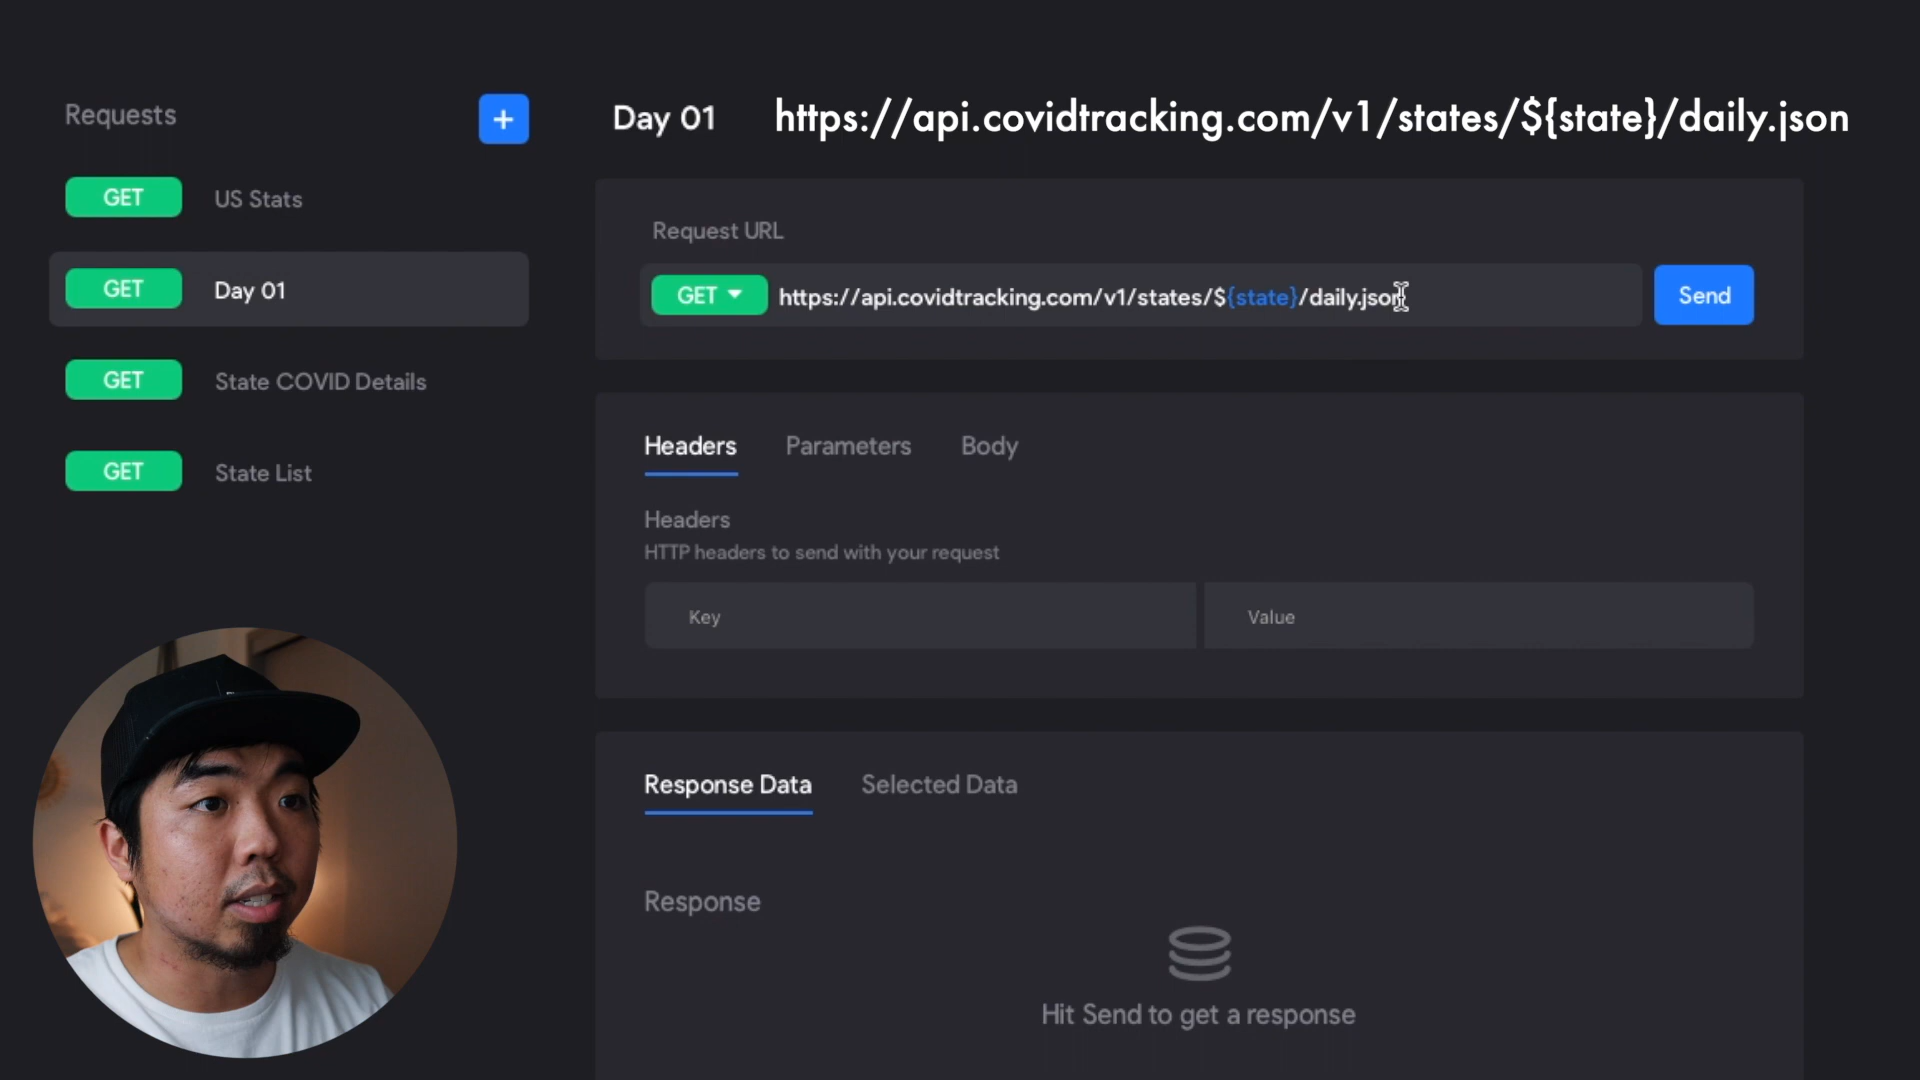 Requests
+
GET US Stats
GET Day 01
GET State COVID Details
GET State List
Day 01 https://api.covidtracking.com/v1/states/${state}/daily.json
Request URL
GET https://api.covidtracking.com/v1/states/${state}/daily.json
Send
Headers Parameters Body
Headers
HTTP headers to send with your request
Key Value
Response Data Selected Data
Response
Hit Send to get a response